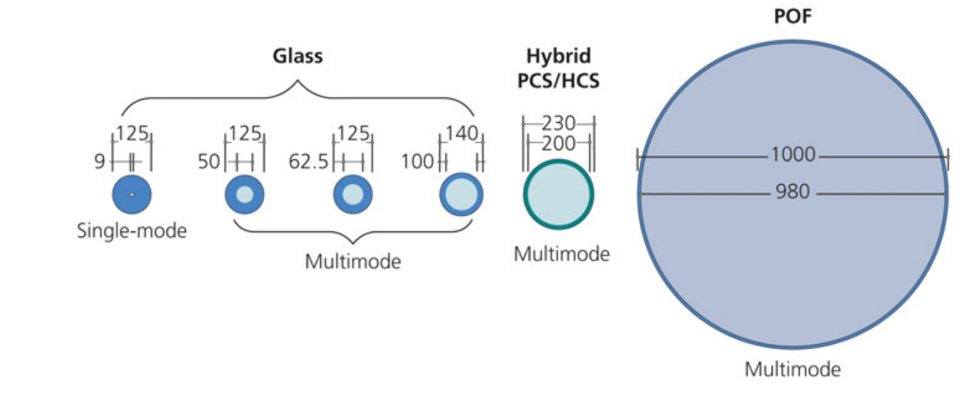 POF
Glass
Hybrid
PCS/HCS
125 125 125 140 230
9 50 62.5 100 200
1000
980
Single-mode
Multimode
Multimode
Multimode